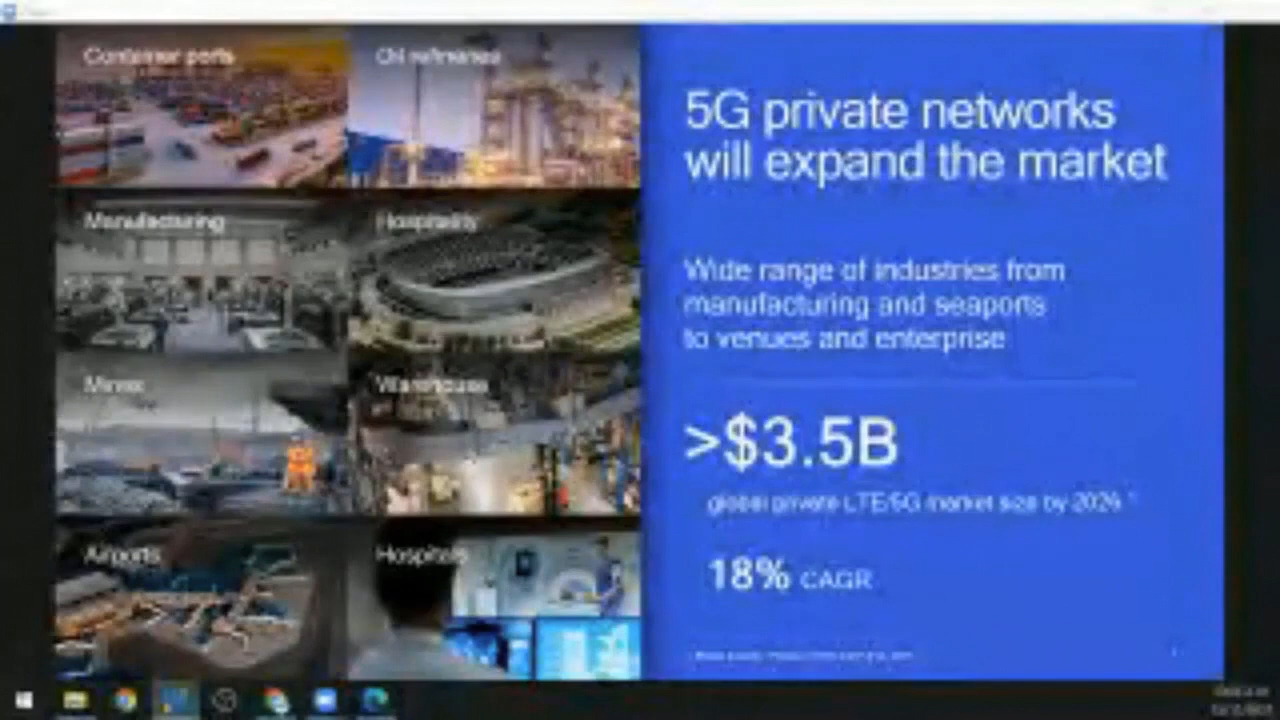 Container ports
Oil refineries
Manufacturing
Hospitality
Mines
Warehouse
Airports
Hospitals
5G private networks
will expand the market
Wide range of industries from
manufacturing and seaports
to venues and enterprise
>$3.5B
global private LTE/5G market size by
18% CAGR